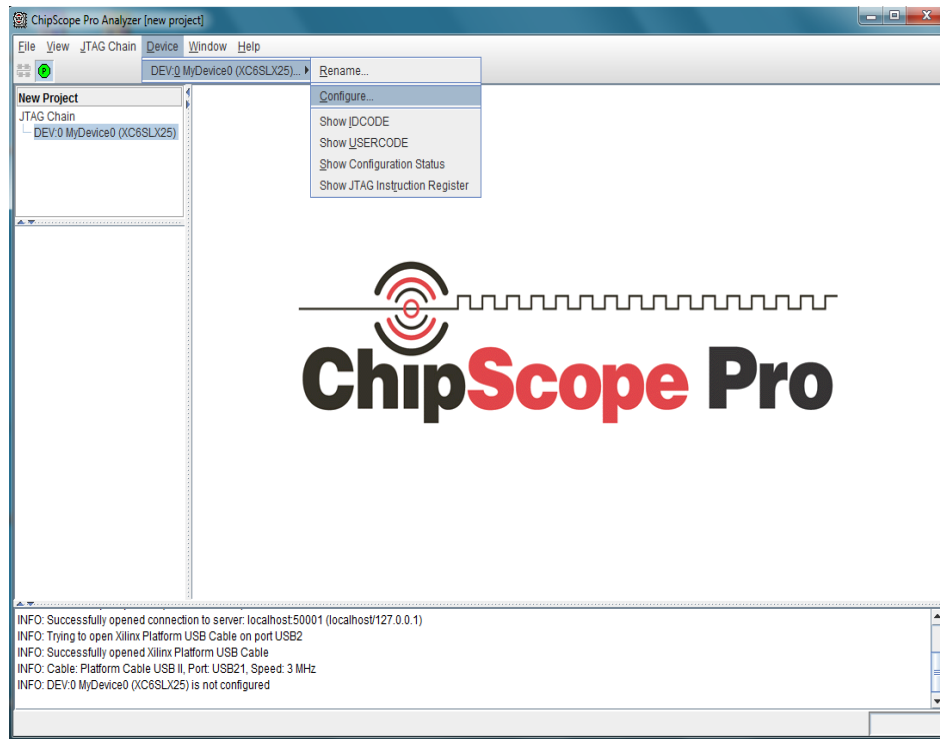 ChipScope Pro Analyzer [new project]
File View JTAG Chain Device Window Help
DEV:0 MyDevice0 (XC6SLX25)...
Rename...
New Project
Configure...
JTAG Chain
DEV:0 MyDevice0 (XC6SLX25)
Show IDCODE
Show USERCODE
Show Configuration Status
Show JTAG Instruction Register
ChipScope Pro
INFO: Successfully opened connection to server: localhost:50001 (localhost/127.0.0.1)
INFO: Trying to open Xilinx Platform USB Cable on port USB2
INFO: Successfully opened Xilinx Platform USB Cable
INFO: Cable: Platform Cable USB II, Port: USB21, Speed: 3 MHz
INFO: DEV:0 MyDevice0 (XC6SLX25) is not configured